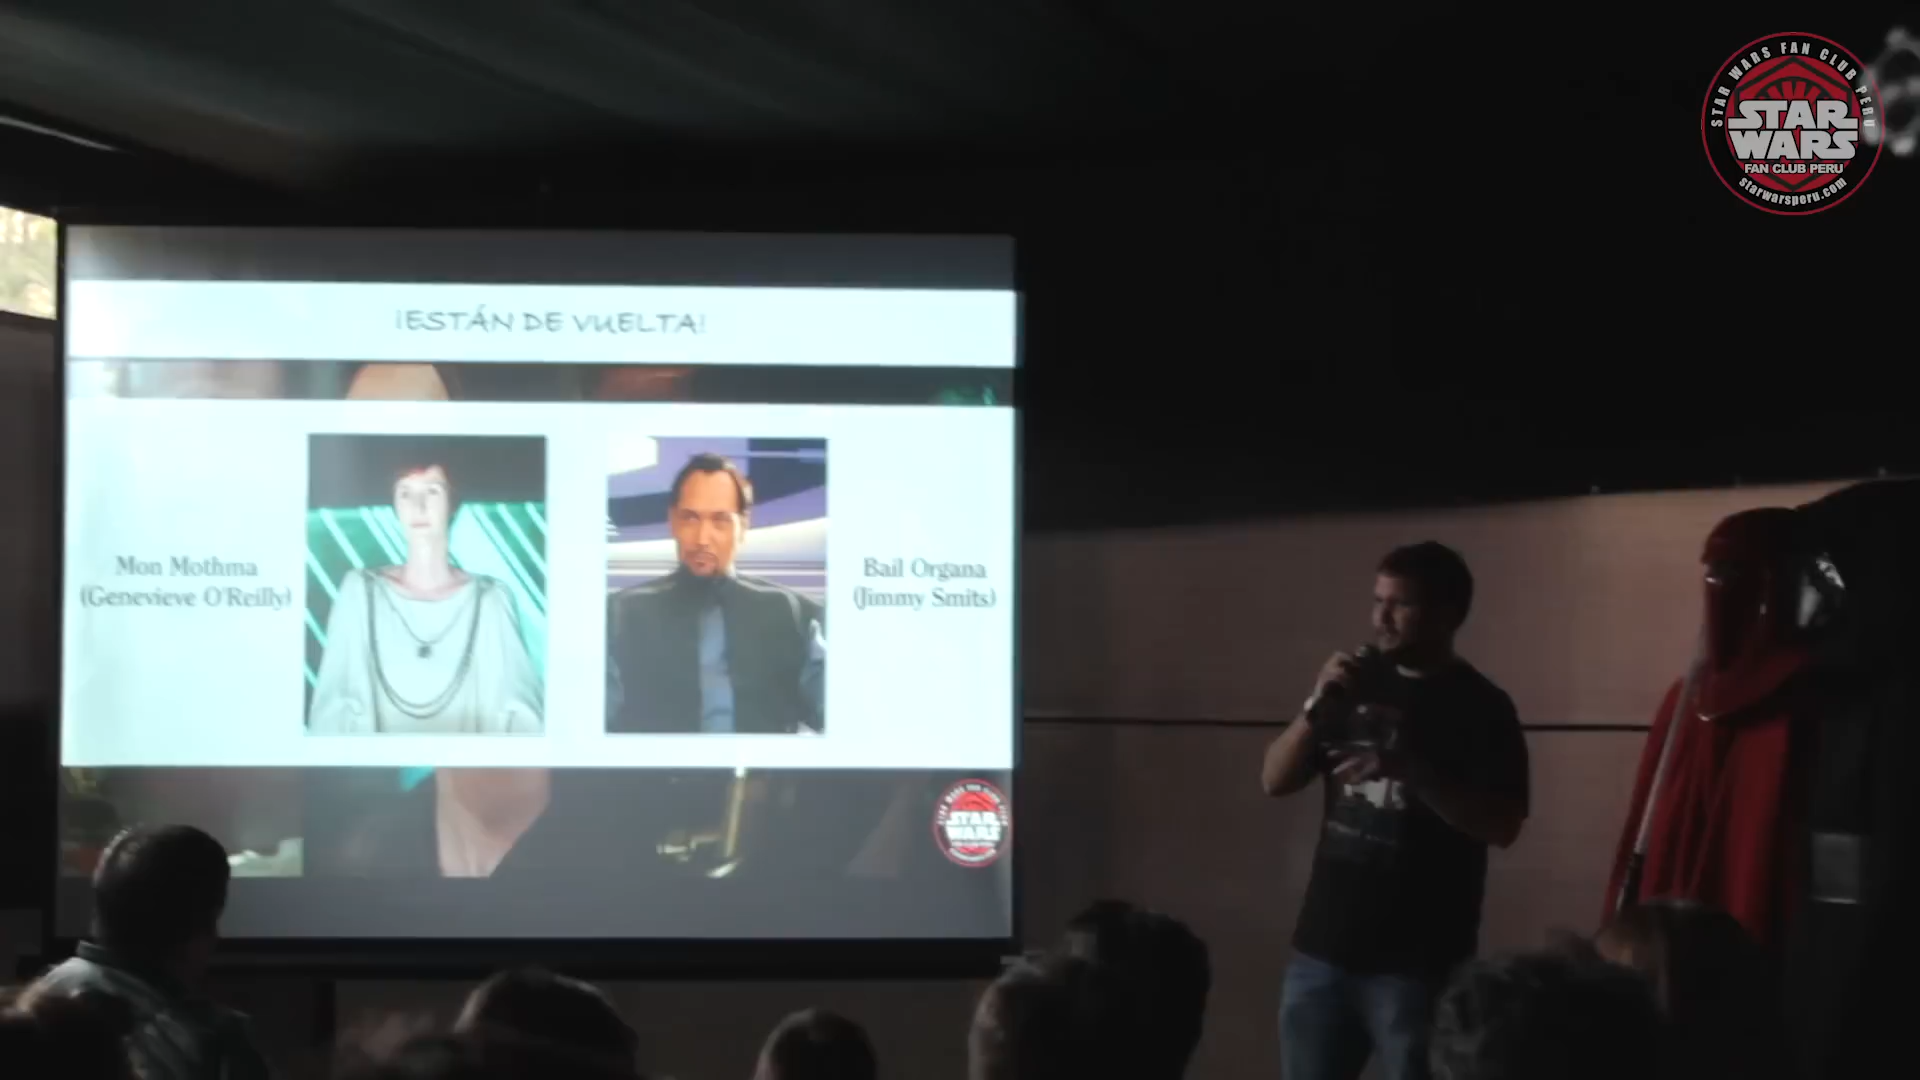 STAR WARS FAN CLUB PERU
STAR
WARS
FAN CLUB PERU
starwarsperu.com
¡ESTÁN DE VUELTA!
Mon Mothma
(Genevieve O'Reilly)
Bail Organa
(Jimmy Smits)
STAR
WARS